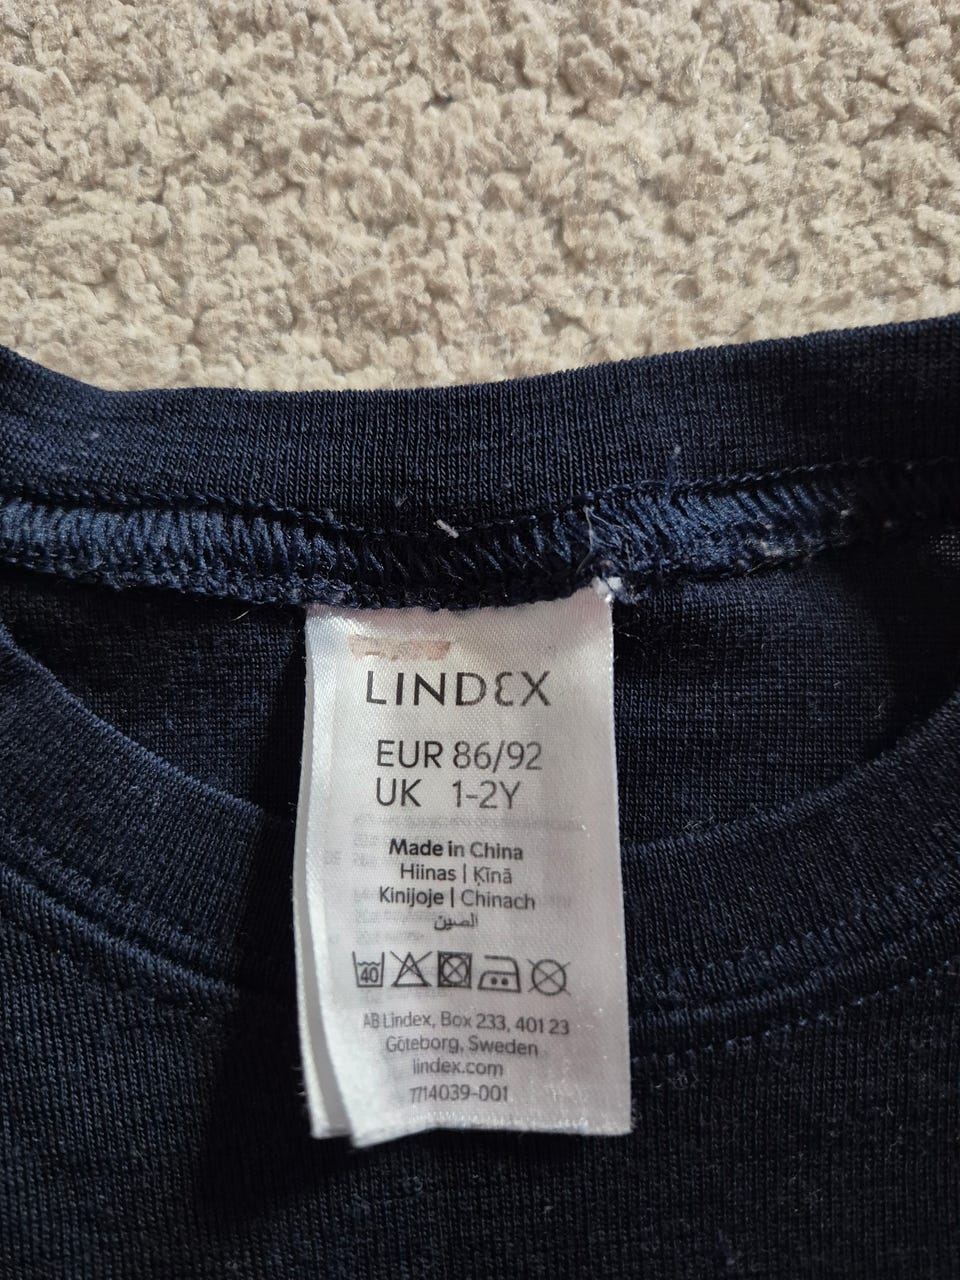 LINDEX
EUR 86/92
UK 1-2Y
Made in China
Hiinas | Ķīnā
Kinijoje | Chinach
الصين
40
AB Lindex, Box 233, 401 23
Göteborg, Sweden
lindex.com
7714039-001